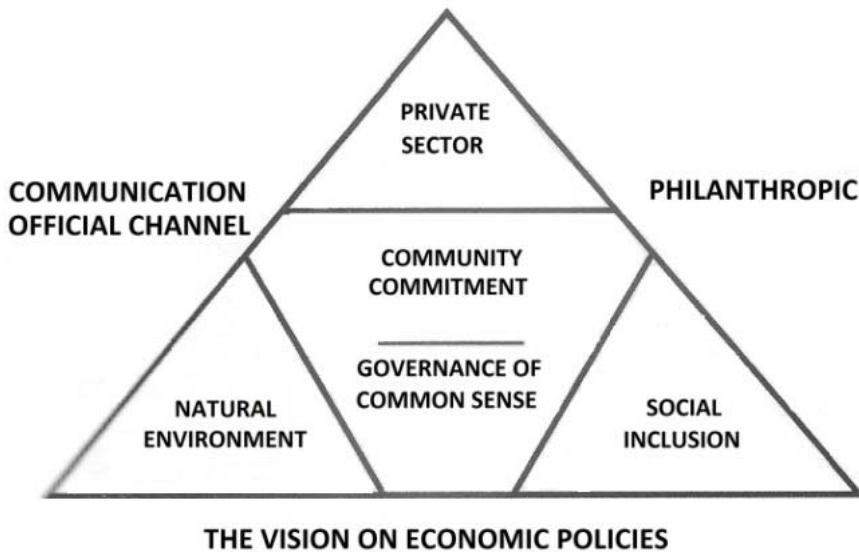 PRIVATE
SECTOR
COMMUNICATION
OFFICIAL CHANNEL
PHILANTHROPIC
COMMUNITY
COMMITMENT
GOVERNANCE OF
COMMON SENSE
NATURAL
ENVIRONMENT
SOCIAL
INCLUSION
THE VISION ON ECONOMIC POLICIES